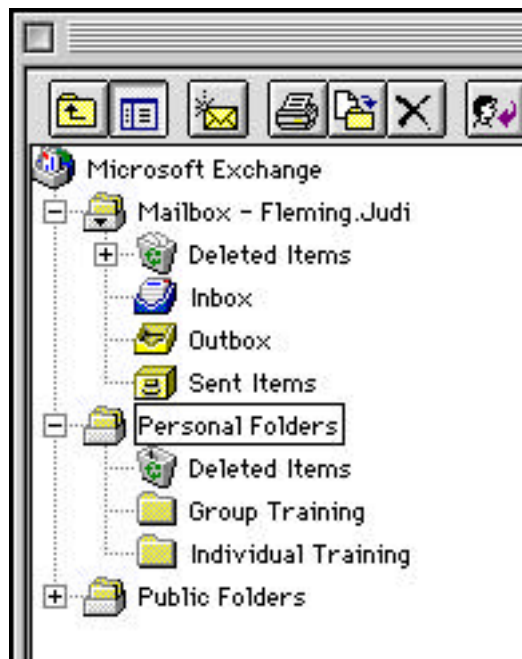 Microsoft Exchange
Mailbox - Fleming.Judi
Deleted Items
Inbox
Outbox
Sent Items
Personal Folders
Deleted Items
Group Training
Individual Training
Public Folders